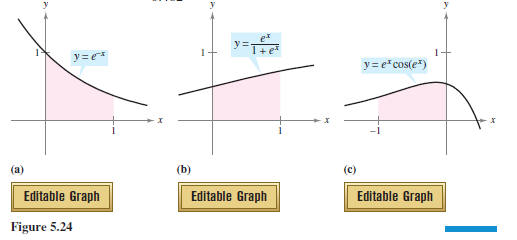 y y y
1 y = e^-x 1 y = e^x / 1 + e^x 1 y = e^x cos(e^x)
x x x
1 1 -1
(a) (b) (c)
Editable Graph Editable Graph Editable Graph
Figure 5.24